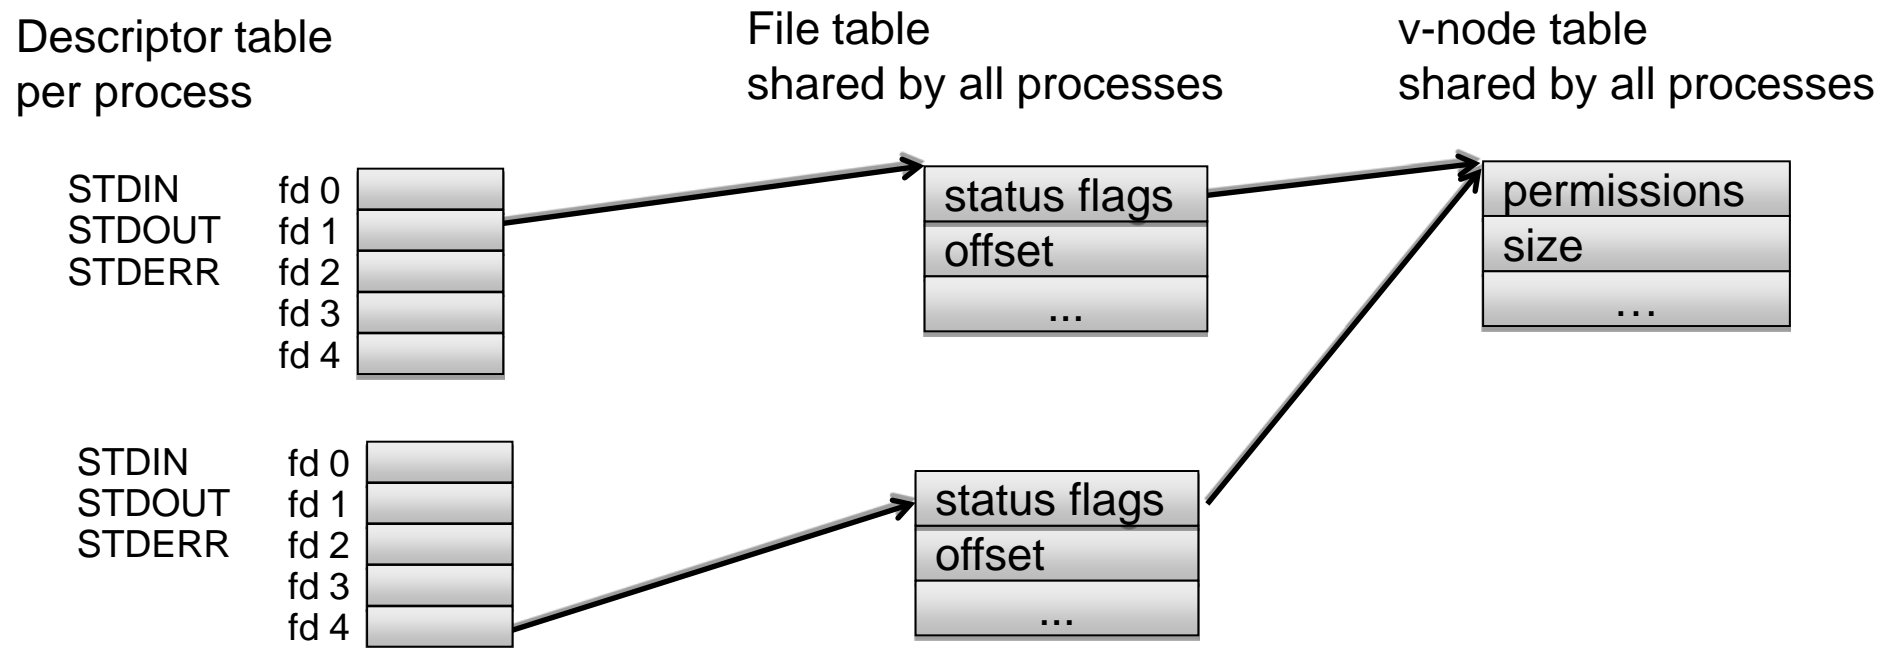 Descriptor table
per process
File table
shared by all processes
v-node table
shared by all processes
STDIN fd 0
STDOUT fd 1
STDERR fd 2
fd 3
fd 4
status flags
offset
...
permissions
size
…
STDIN fd 0
STDOUT fd 1
STDERR fd 2
fd 3
fd 4
status flags
offset
...